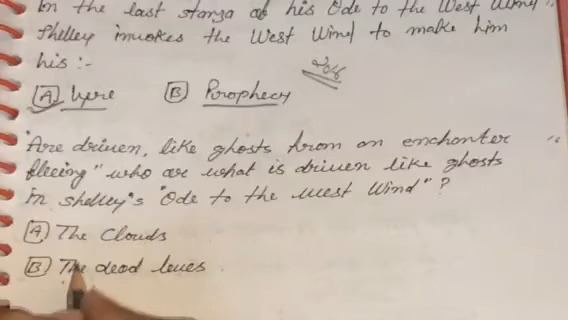 In the last stanza of his Ode to the West Wind",
Shelley invokes the West Wind to make him
his :-
(A) Lyre (B) Porophecy
"Are driven, like ghosts from an enchanter
fleeing" who are what is driven like ghosts
in Shelley's "Ode to the West Wind"?
(A) The Clouds
(B) The dead leves